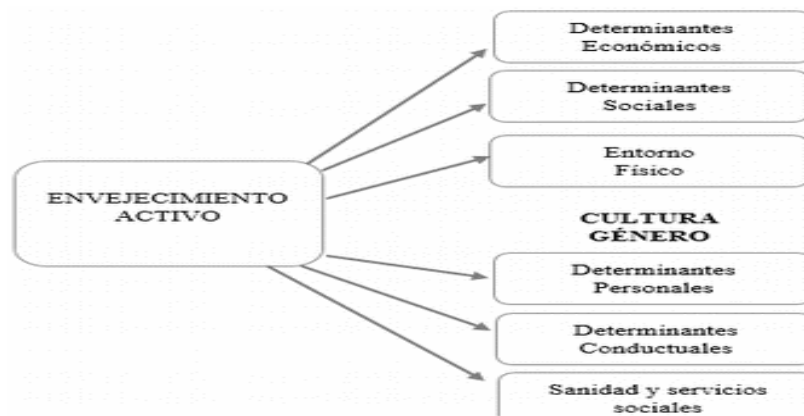 Determinantes
Económicos
Determinantes
Sociales
Entorno
Físico
ENVEJECIMIENTO
ACTIVO
CULTURA
GÉNERO
Determinantes
Personales
Determinantes
Conductuales
Sanidad y servicios
sociales